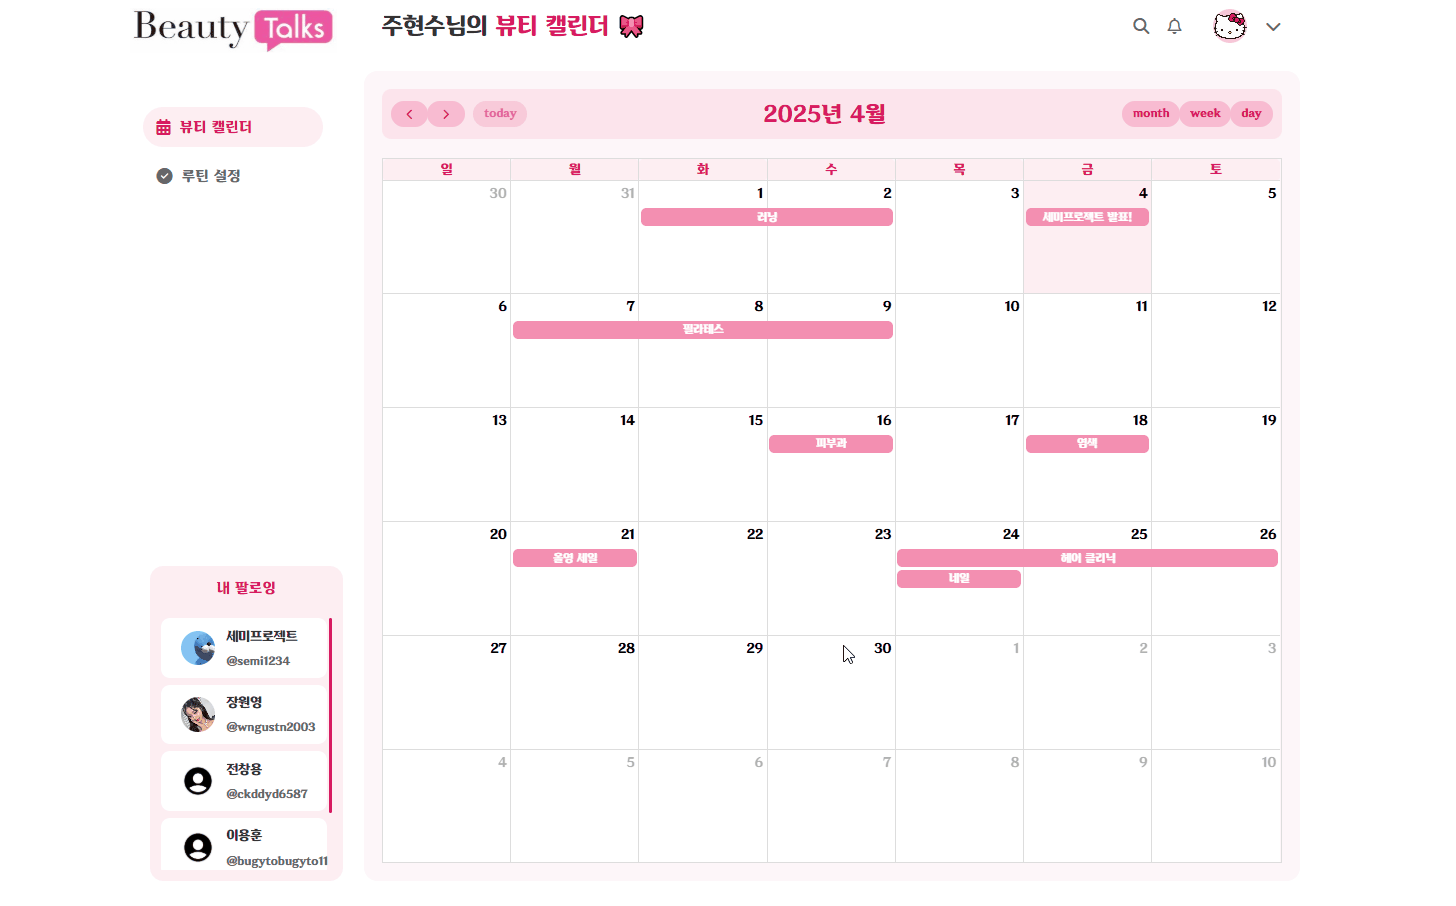 Beauty Talks
주현수님의 뷰티 캘린더
뷰티 캘린더
루틴 설정
today
2025년 4월
month week day
일 월 화 수 목 금 토
30 31 1 2 3 4 5
러닝
세미프로젝트 발표!
6 7 8 9 10 11 12
필라테스
13 14 15 16 17 18 19
피부과
염색
20 21 22 23 24 25 26
올영 세일
헤어 클리닉
네일
27 28 29 30 1 2 3
4 5 6 7 8 9 10
내 팔로잉
세미프로젝트
@semi1234
장원영
@wngustn2003
전창용
@ckddyd6587
이용훈
@bugytobugyto11